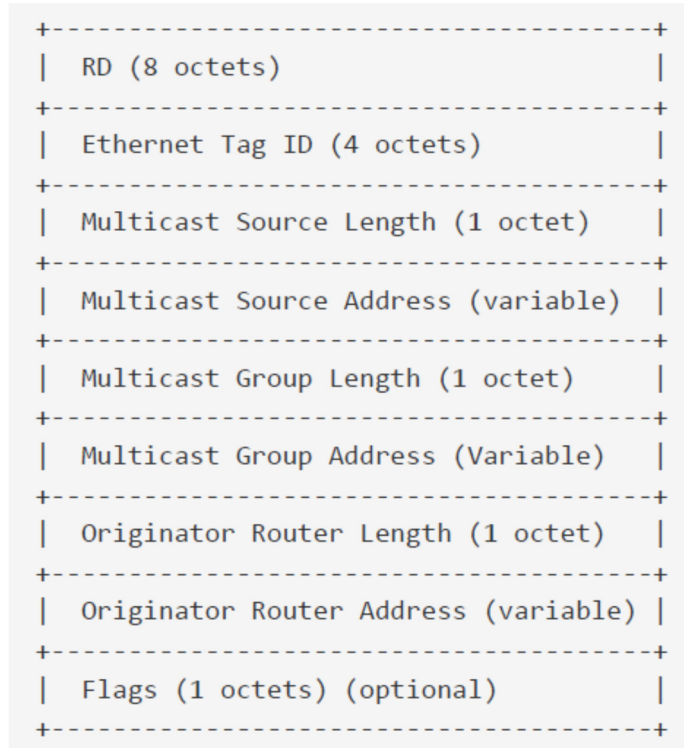 +---------------------------------------+
| RD (8 octets) |
+---------------------------------------+
| Ethernet Tag ID (4 octets) |
+---------------------------------------+
| Multicast Source Length (1 octet) |
+---------------------------------------+
| Multicast Source Address (variable) |
+---------------------------------------+
| Multicast Group Length (1 octet) |
+---------------------------------------+
| Multicast Group Address (Variable) |
+---------------------------------------+
| Originator Router Length (1 octet) |
+---------------------------------------+
| Originator Router Address (variable) |
+---------------------------------------+
| Flags (1 octets) (optional) |
+---------------------------------------+